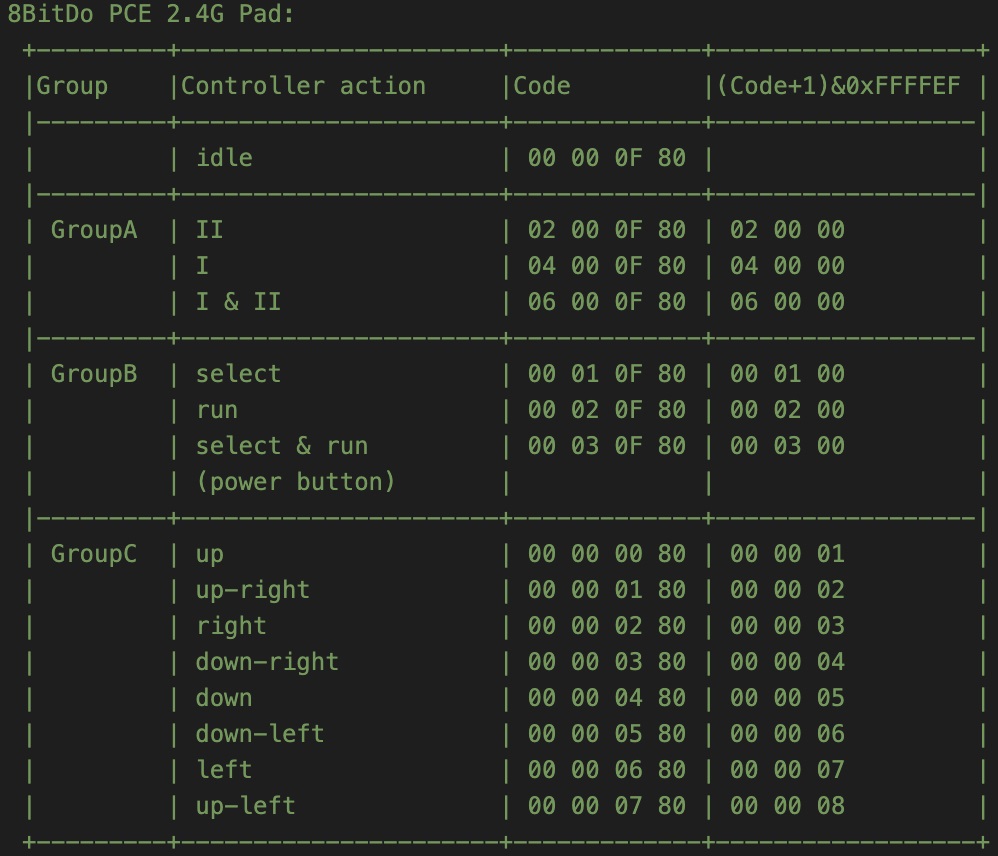 8BitDo PCE 2.4G Pad:
+---------+----------------------+-------------+------------------+
|Group    |Controller action     |Code         |(Code+1)&0xFFFFEF |
|---------+----------------------+-------------+------------------|
|         | idle                 | 00 00 0F 80 |                  |
|---------+----------------------+-------------+------------------|
| GroupA  | II                   | 02 00 0F 80 | 02 00 00         |
|         | I                    | 04 00 0F 80 | 04 00 00         |
|         | I & II               | 06 00 0F 80 | 06 00 00         |
|---------+----------------------+-------------+------------------|
| GroupB  | select               | 00 01 0F 80 | 00 01 00         |
|         | run                  | 00 02 0F 80 | 00 02 00         |
|         | select & run         | 00 03 0F 80 | 00 03 00         |
|         | (power button)       |             |                  |
|---------+----------------------+-------------+------------------|
| GroupC  | up                   | 00 00 00 80 | 00 00 01         |
|         | up-right             | 00 00 01 80 | 00 00 02         |
|         | right                | 00 00 02 80 | 00 00 03         |
|         | down-right           | 00 00 03 80 | 00 00 04         |
|         | down                 | 00 00 04 80 | 00 00 05         |
|         | down-left            | 00 00 05 80 | 00 00 06         |
|         | left                 | 00 00 06 80 | 00 00 07         |
|         | up-left              | 00 00 07 80 | 00 00 08         |
+---------+----------------------+-------------+------------------+